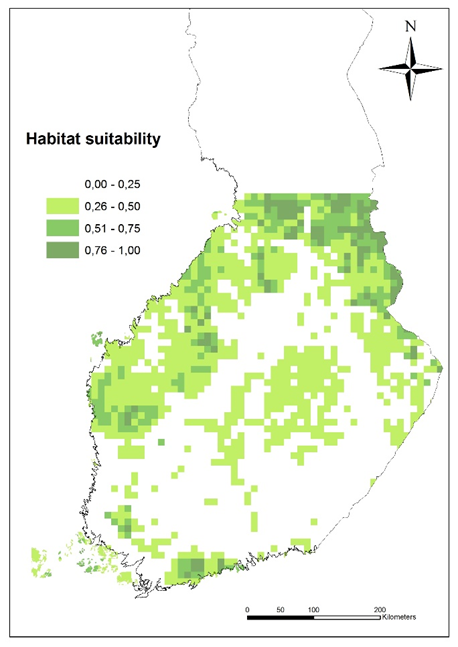 N
Habitat suitability
0,00 - 0,25
0,26 - 0,50
0,51 - 0,75
0,76 - 1,00
0 50 100 200
Kilometers